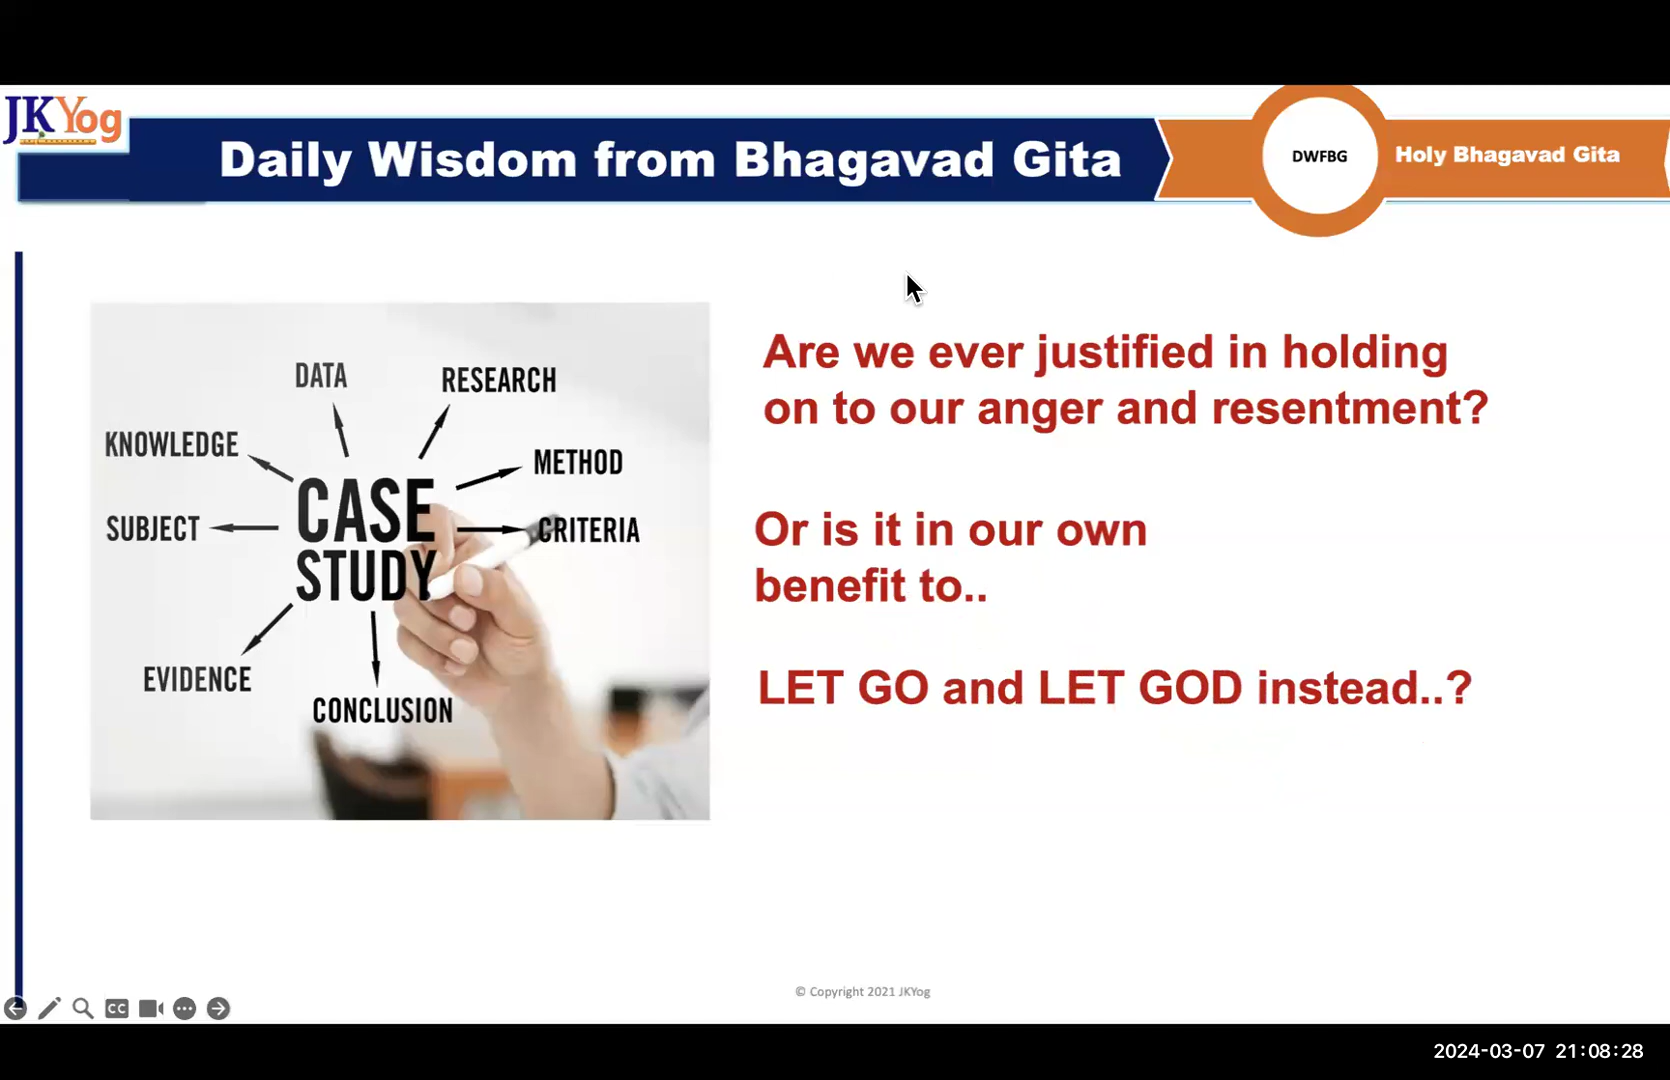 JKYog
Daily Wisdom from Bhagavad Gita
DWFBG
Holy Bhagavad Gita
DATA
RESEARCH
KNOWLEDGE
METHOD
CASE
STUDY
SUBJECT
CRITERIA
EVIDENCE
CONCLUSION
Are we ever justified in holding
on to our anger and resentment?
Or is it in our own
benefit to..
LET GO and LET GOD instead..?
© Copyright 2021 JKYog
CC
2024-03-07 21:08:28